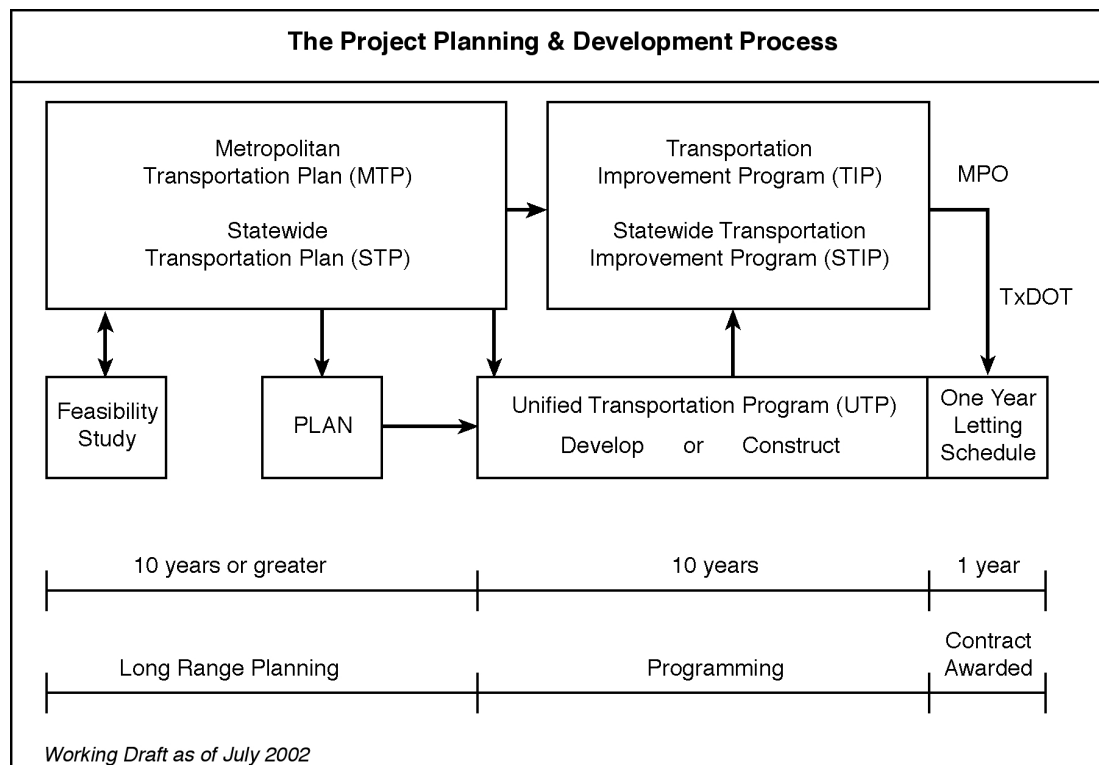 The Project Planning & Development Process
Metropolitan
Transportation Plan (MTP)
Statewide
Transportation Plan (STP)
Transportation
Improvement Program (TIP)
Statewide Transportation
Improvement Program (STIP)
MPO
TxDOT
Feasibility
Study
PLAN
Unified Transportation Program (UTP)
Develop or Construct
One Year
Letting
Schedule
10 years or greater
10 years
1 year
Long Range Planning
Programming
Contract
Awarded
Working Draft as of July 2002